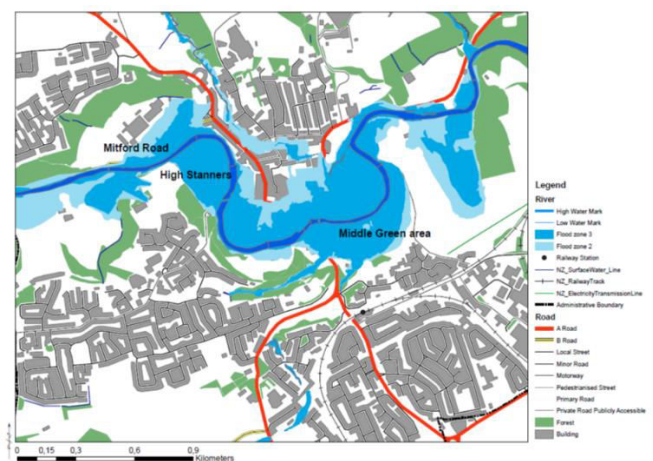 Mitford Road
High Stanners
Middle Green area
Legend
River
High Water Mark
Low Water Mark
Flood zone 3
Flood zone 2
Railway Station
NZ_SurfaceWater_Line
NZ_RailwayTrack
NZ_ElectricityTransmissionLine
Administrative Boundary
Road
A Road
B Road
Local Street
Minor Road
Motorway
Pedestrianised Street
Primary Road
Private Road Publicly Accessible
Forest
Building
0 0,15 0,3 0,6 0,9
Kilometers